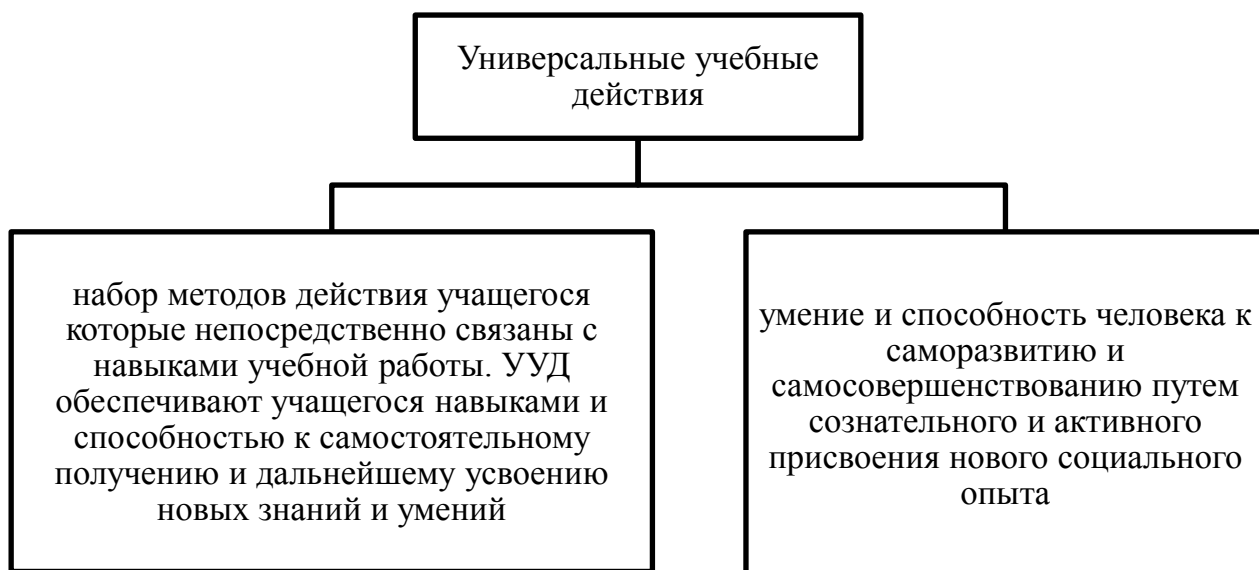 Универсальные учебные
действия
набор методов действия учащегося
которые непосредственно связаны с
навыками учебной работы. УУД
обеспечивают учащегося навыками и
способностью к самостоятельному
получению и дальнейшему усвоению
новых знаний и умений
умение и способность человека к
саморазвитию и
самосовершенствованию путем
сознательного и активного
присвоения нового социального
опыта